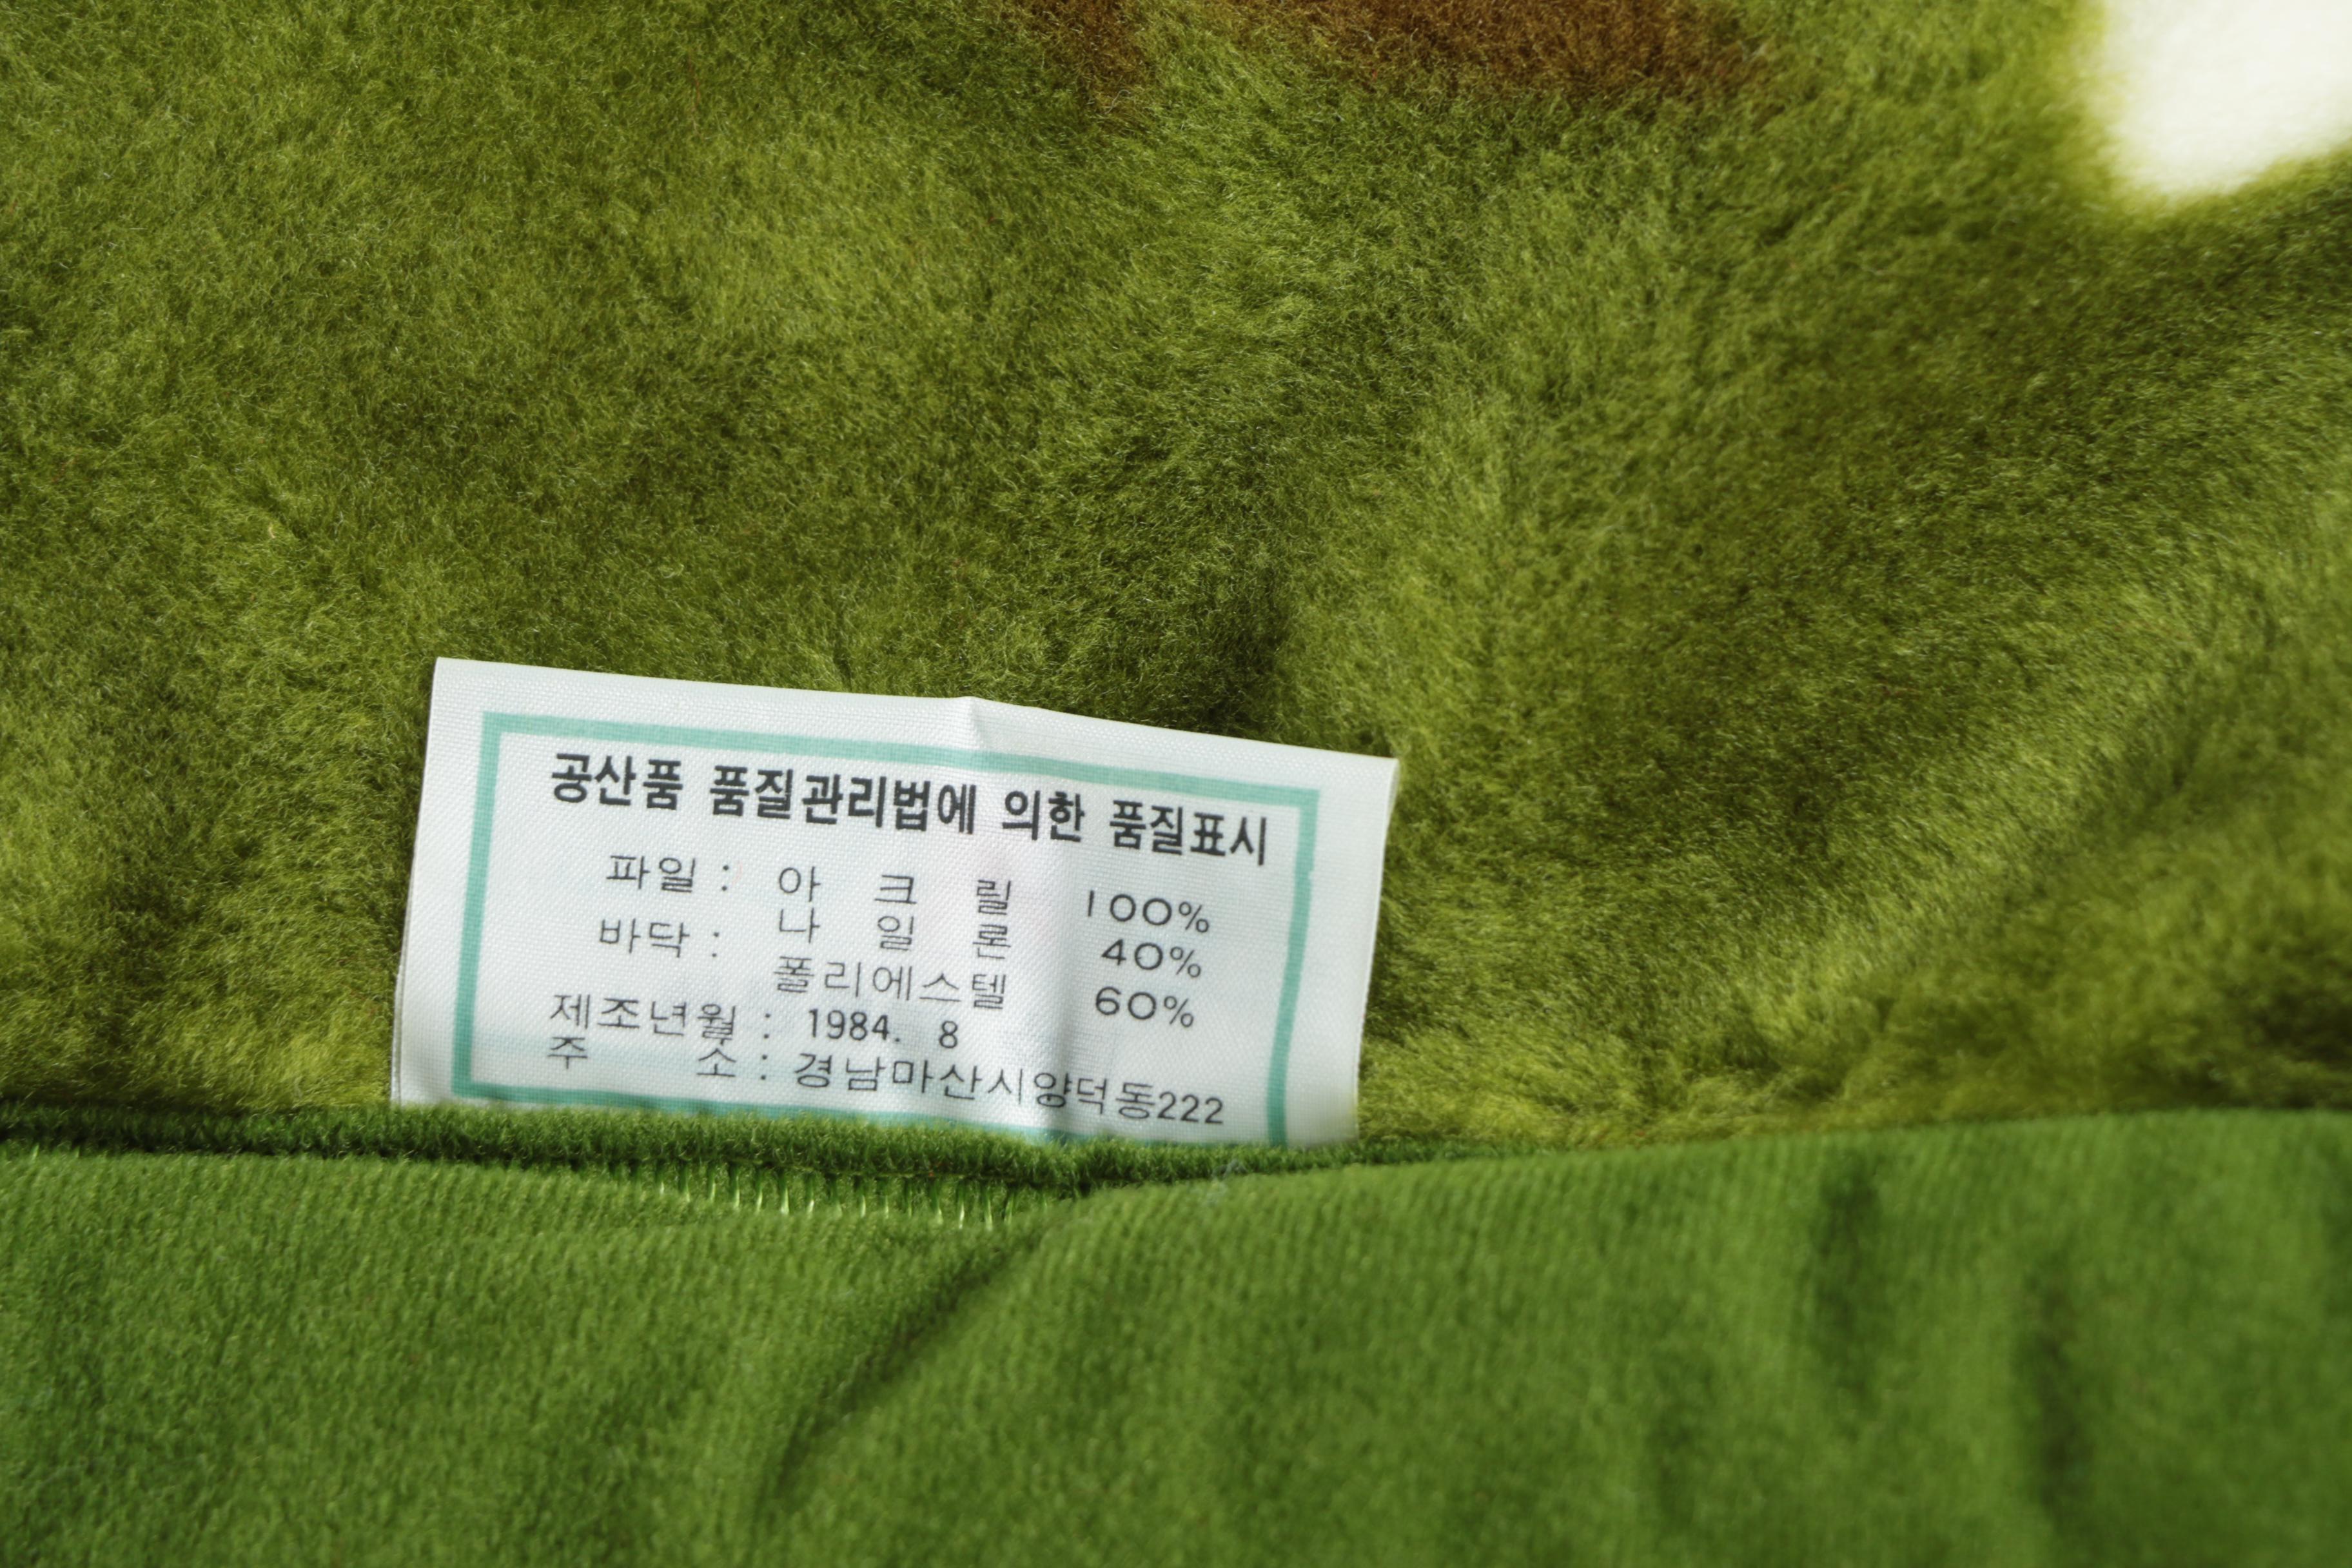 공산품 품질관리법에 의한 품질표시
파일 : 아 크 릴 100%
바닥 : 나 일 론 40%
폴리에스텔 60%
제조년월 : 1984. 8
주 소 : 경남마산시양덕동222